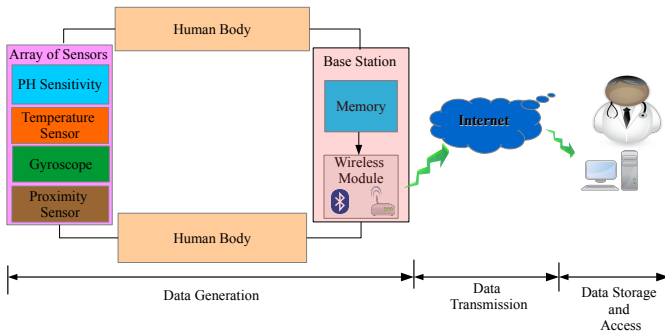 Human Body
Array of Sensors
PH Sensitivity
Temperature
Sensor
Gyroscope
Proximity
Sensor
Base Station
Memory
Wireless
Module
Internet
Human Body
Data Generation
Data
Transmission
Data Storage
and
Access